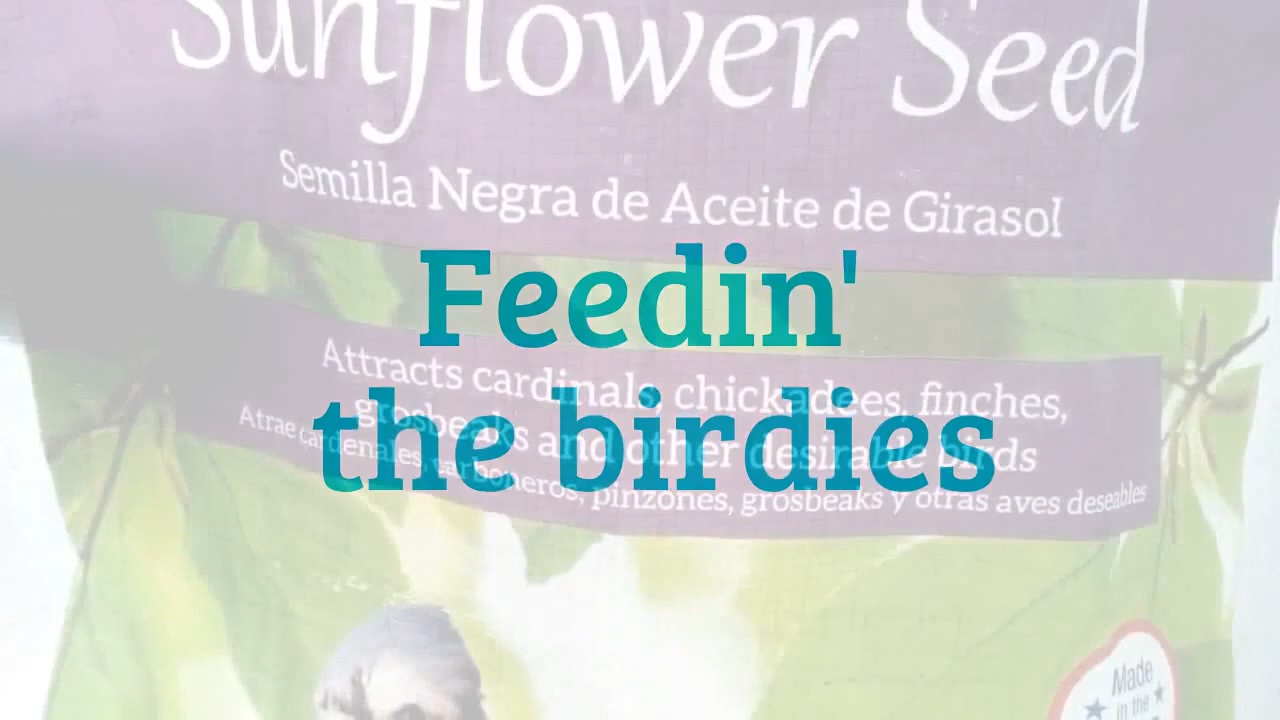 Sunflower Seed
Semilla Negra de Aceite de Girasol
Feedin'
the birdies
Attracts cardinals, chickadees, finches,
grosbeaks and other desirable birds
Atrae cardenales, carboneros, pinzones, grosbeaks y otras aves deseables
Made
in the